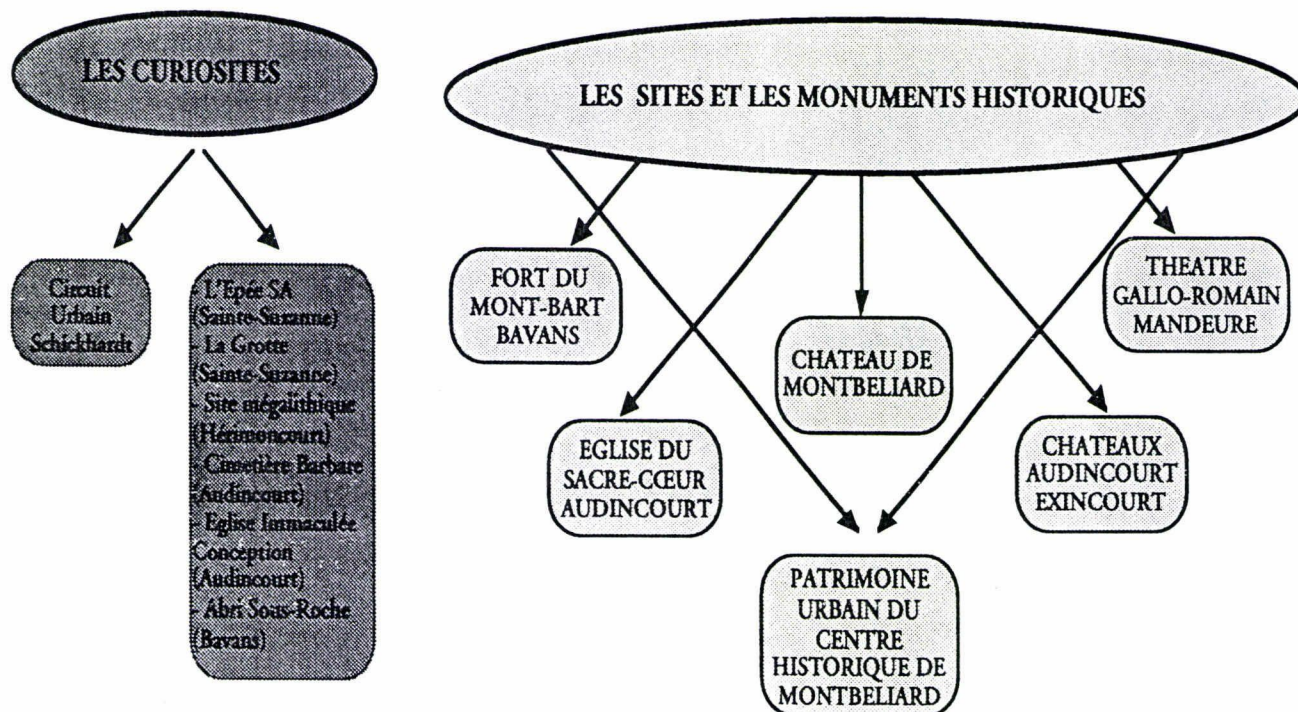 LES CURIOSITES
Circuit
Urbain
Schickhardt
- L'Epée SA
(Sainte-Suzanne)
- La Grotte
(Sainte-Suzanne)
- Site mégalithique
(Hérimoncourt)
- Cimetière Barbare
(Audincourt)
- Eglise Immaculée
Conception
(Audincourt)
- Abri Sous-Roche
(Bavans)
LES SITES ET LES MONUMENTS HISTORIQUES
FORT DU
MONT-BART
BAVANS
EGLISE DU
SACRE-CŒUR
AUDINCOURT
CHATEAU DE
MONTBELIARD
PATRIMOINE
URBAIN DU
CENTRE
HISTORIQUE DE
MONTBELIARD
CHATEAUX
AUDINCOURT
EXINCOURT
THEATRE
GALLO-ROMAIN
MANDEURE